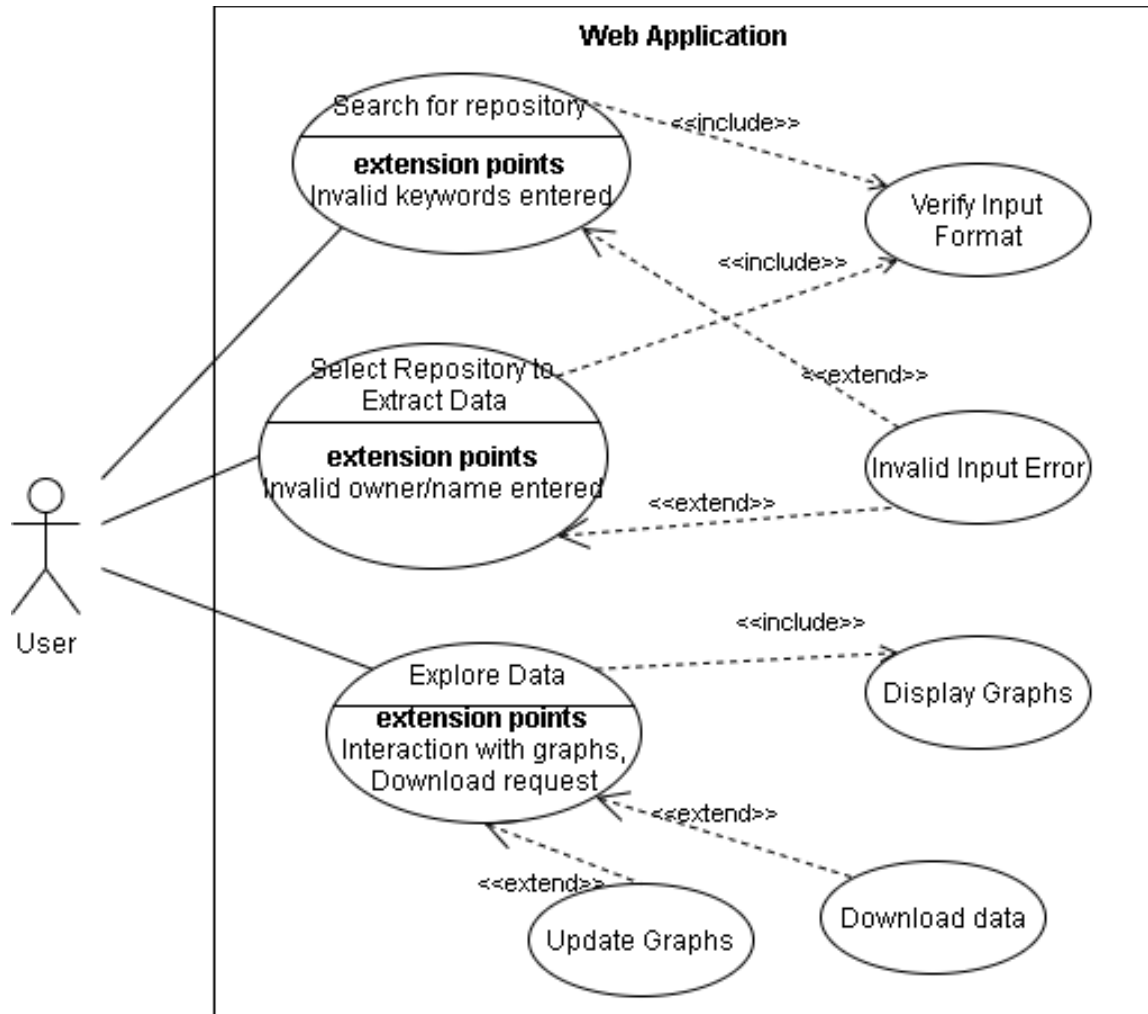 Web Application
Search for repository
extension points
Invalid keywords entered
<<include>>
Verify Input
Format
<<include>>
Select Repository to
Extract Data
extension points
Invalid owner/name entered
<<extend>>
Invalid Input Error
<<extend>>
User
Explore Data
extension points
Interaction with graphs,
Download request
<<include>>
Display Graphs
<<extend>>
Download data
<<extend>>
Update Graphs